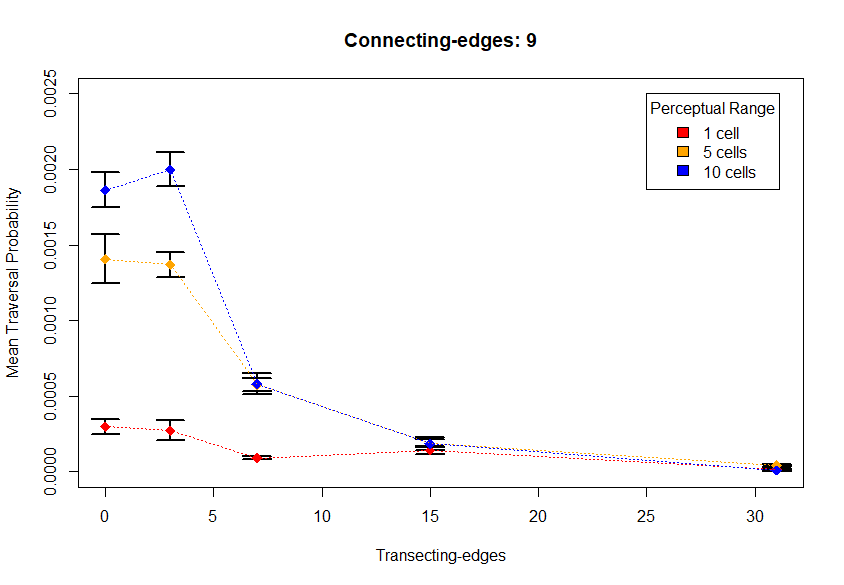 Connecting-edges: 9
Perceptual Range
1 cell
5 cells
10 cells
Mean Traversal Probability
0.0025
0.0020
0.0015
0.0010
0.0005
0.0000
0 5 10 15 20 25 30
Transecting-edges